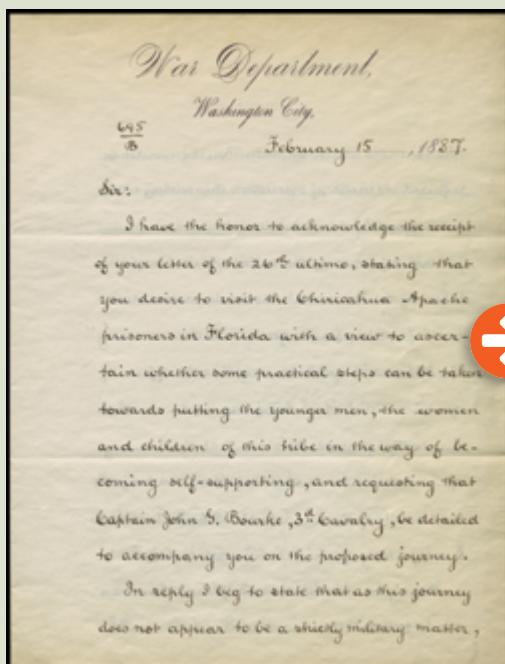 War Department,
Washington City,
695
B
February 15, 1887.
Sir:
I have the honor to acknowledge the receipt
of your letter of the 26th ultimo, stating that
you desire to visit the Chiricahua Apache
prisoners in Florida with a view to ascer-
tain whether some practical steps can be taken
towards putting the younger men, the women
and children of this tribe in the way of be-
coming self-supporting, and requesting that
Captain John G. Bourke, 3rd Cavalry, be detailed
to accompany you on the proposed journey.
In reply I beg to state that as this journey
does not appear to be a strictly military matter,